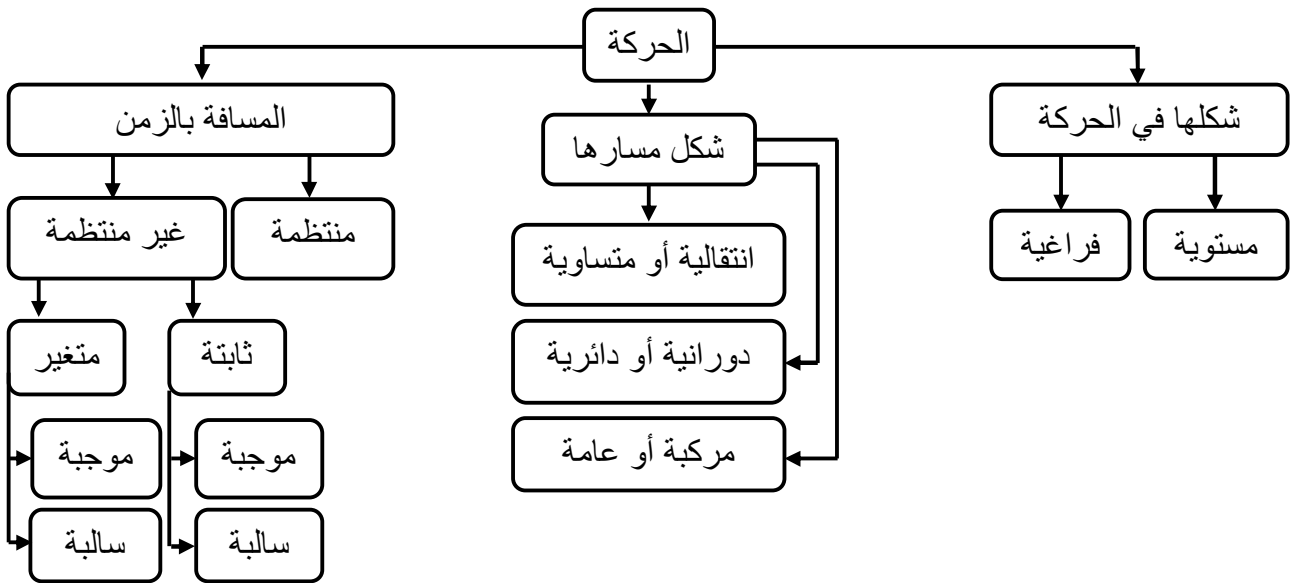 الحركة
شكلها في الحركة
مستوية
فراغية
شكل مسارها
انتقالية أو متساوية
دورانية أو دائرية
مركبة أو عامة
المسافة بالزمن
منتظمة
غير منتظمة
ثابتة
موجبة
سالبة
متغير
موجبة
سالبة